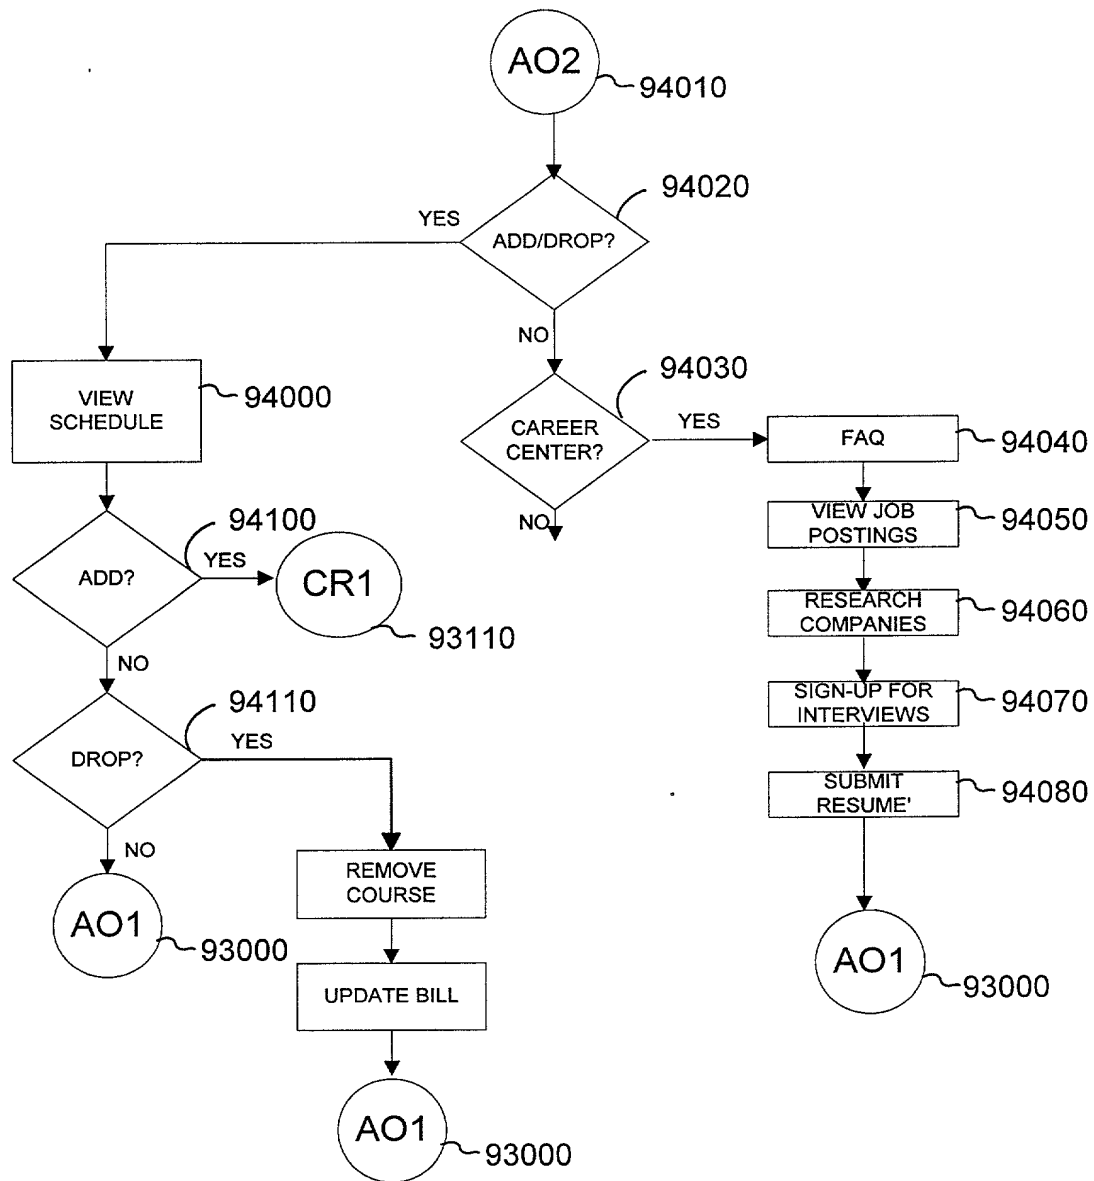 AO2
94010
94020
YES
ADD/DROP?
NO
94030
VIEW
SCHEDULE
94000
CAREER
CENTER?
YES
FAQ
94040
NO
VIEW JOB
POSTINGS
94050
94100
YES
ADD?
CR1
93110
RESEARCH
COMPANIES
94060
NO
94110
YES
DROP?
SIGN-UP FOR
INTERVIEWS
94070
SUBMIT
RESUME'
94080
NO
REMOVE
COURSE
AO1
93000
UPDATE BILL
AO1
93000
AO1
93000